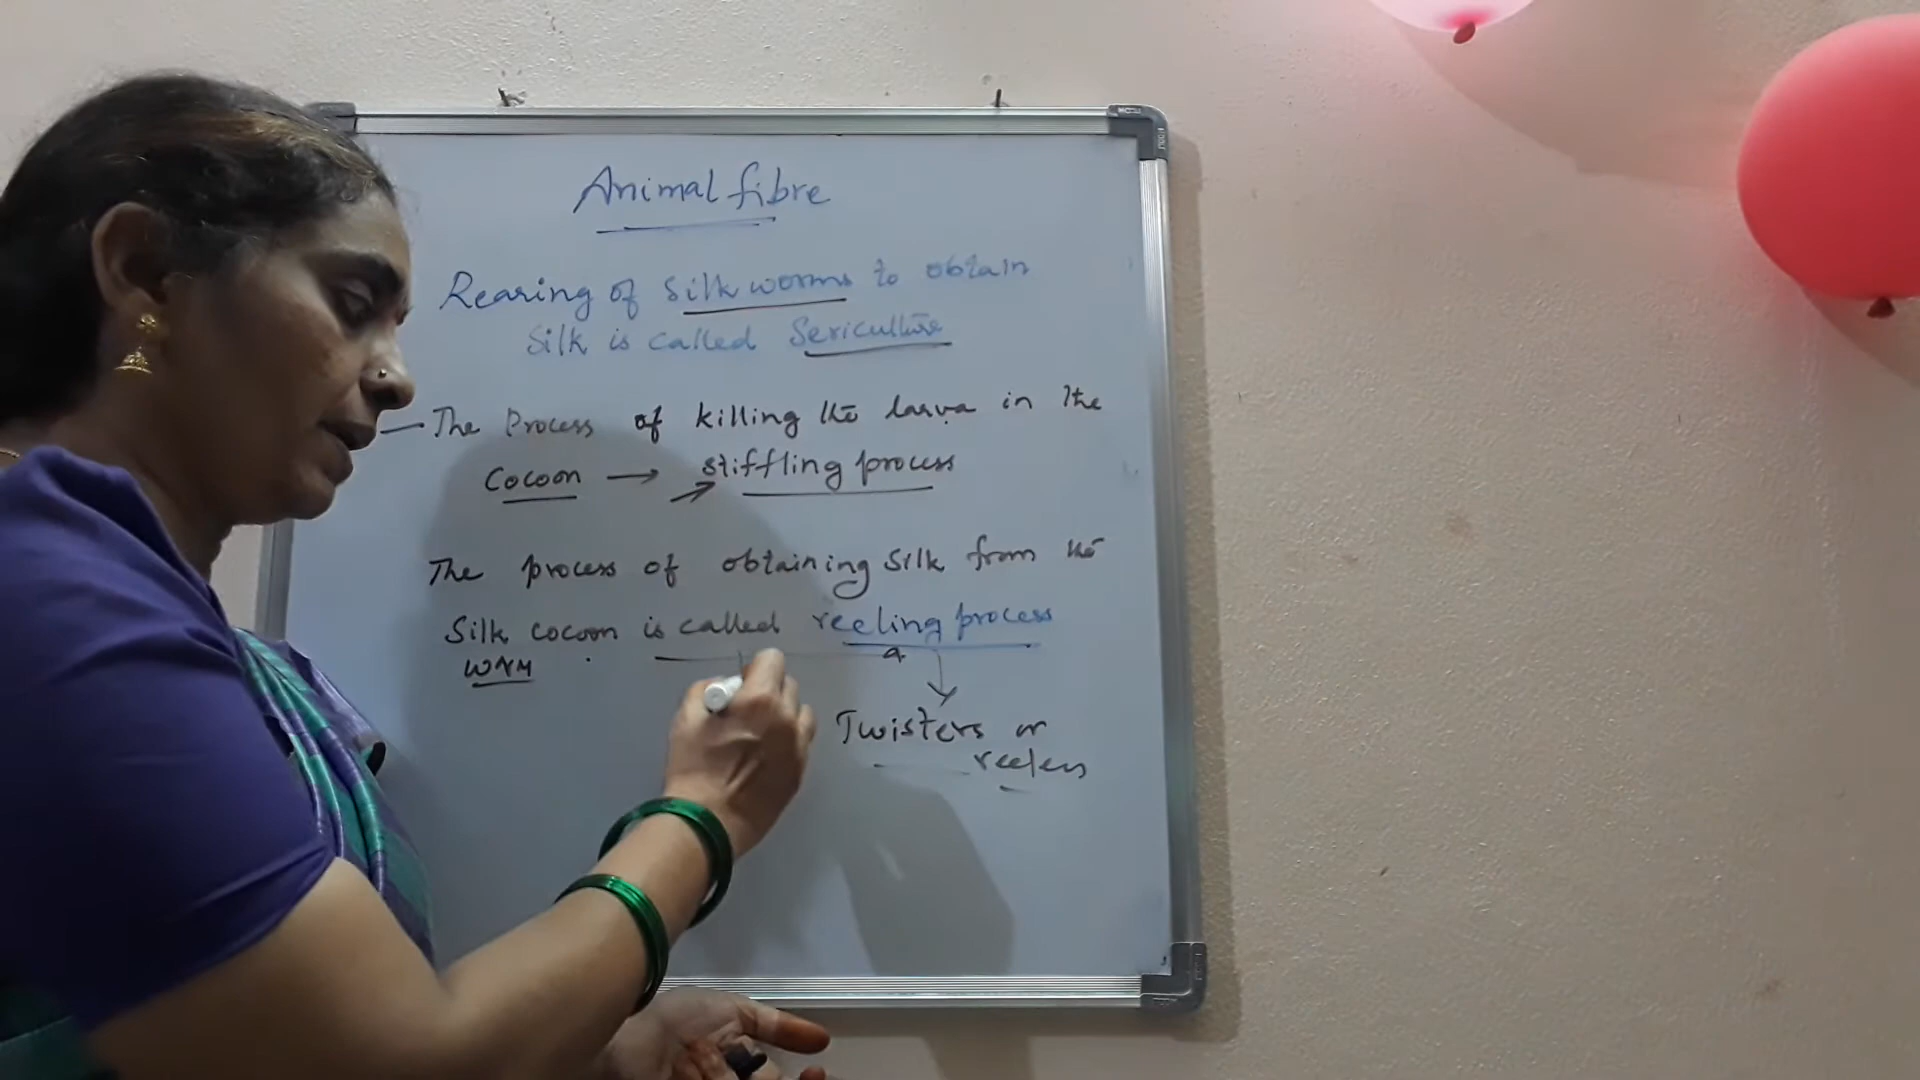 Animal fibre
Rearing of silk worms to obtain
Silk is called Sericulture
The Process of killing the larva in the
Cocoon → stiffling process
The process of obtaining silk from the
Silk cocoon is called reeling process
Twisters or
reelers